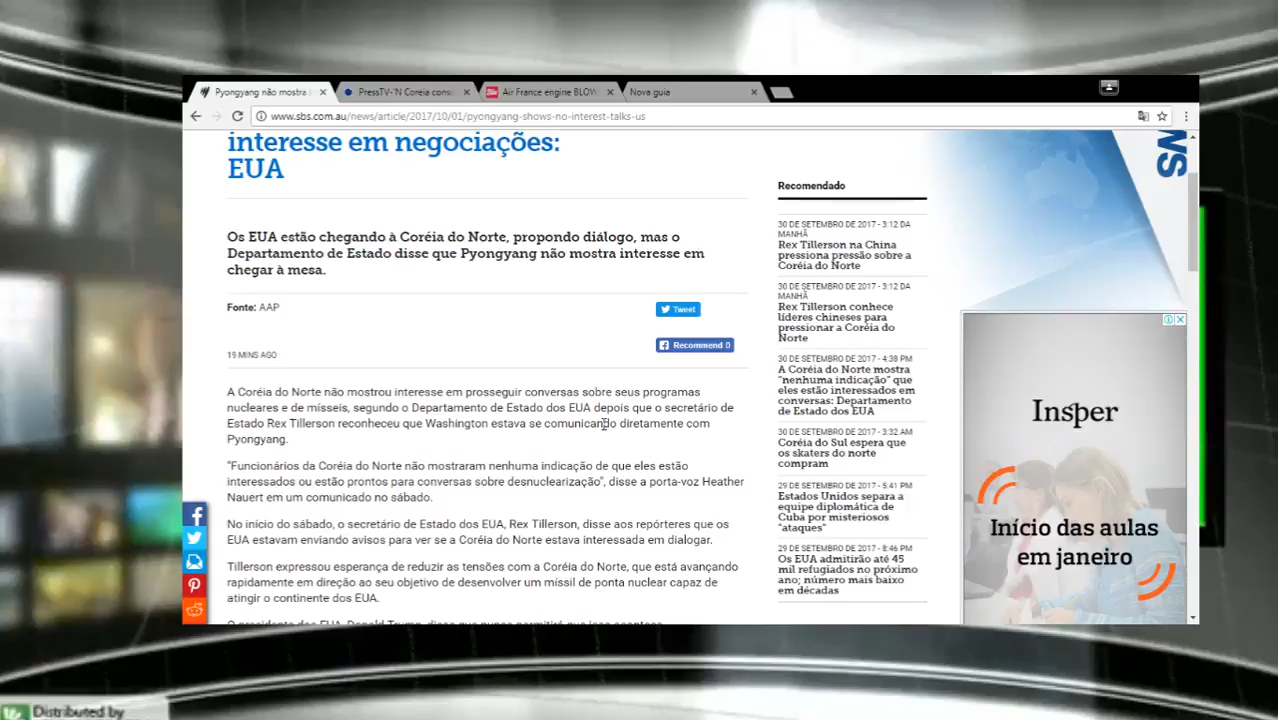 Pyongyang não mostra
PressTV-'N Coreia cons
Air France engine BLOW
Nova guia
www.sbs.com.au/news/article/2017/10/01/pyongyang-shows-no-interest-talks-us
interesse em negociações:
EUA
Os EUA estão chegando à Coréia do Norte, propondo diálogo, mas o
Departamento de Estado disse que Pyongyang não mostra interesse em
chegar à mesa.
Fonte: AAP
Tweet
Recommend 0
19 MINS AGO
A Coréia do Norte não mostrou interesse em prosseguir conversas sobre seus programas
nucleares e de mísseis, segundo o Departamento de Estado dos EUA depois que o secretário de
Estado Rex Tillerson reconheceu que Washington estava se comunicando diretamente com
Pyongyang.
"Funcionários da Coréia do Norte não mostraram nenhuma indicação de que eles estão
interessados ou estão prontos para conversas sobre desnuclearização", disse a porta-voz Heather
Nauert em um comunicado no sábado.
No início do sábado, o secretário de Estado dos EUA, Rex Tillerson, disse aos repórteres que os
EUA estavam enviando avisos para ver se a Coréia do Norte estava interessada em dialogar.
Tillerson expressou esperança de reduzir as tensões com a Coréia do Norte, que está avançando
rapidamente em direção ao seu objetivo de desenvolver um míssil de ponta nuclear capaz de
atingir o continente dos EUA.
O presidente dos EUA, Donald Trump, disse que nunca permitirá que isso aconteça.
Recomendado
30 DE SETEMBRO DE 2017 - 3:12 DA
MANHÃ
Rex Tillerson na China
pressiona pressão sobre a
Coréia do Norte
30 DE SETEMBRO DE 2017 - 3:12 DA
MANHÃ
Rex Tillerson conhece
líderes chineses para
pressionar a Coréia do
Norte
30 DE SETEMBRO DE 2017 - 4:38 PM
A Coréia do Norte mostra
"nenhuma indicação" que
eles estão interessados em
conversas: Departamento
de Estado dos EUA
30 DE SETEMBRO DE 2017 - 3:32 AM
Coréia do Sul espera que
os skaters do norte
compram
29 DE SETEMBRO DE 2017 - 5:41 PM
Estados Unidos separa a
equipe diplomática de
Cuba por misteriosos
"ataques"
29 DE SETEMBRO DE 2017 - 8:46 PM
Os EUA admitirão até 45
mil refugiados no próximo
ano; número mais baixo
em décadas
WS
Insper
Início das aulas
em janeiro
Distributed by